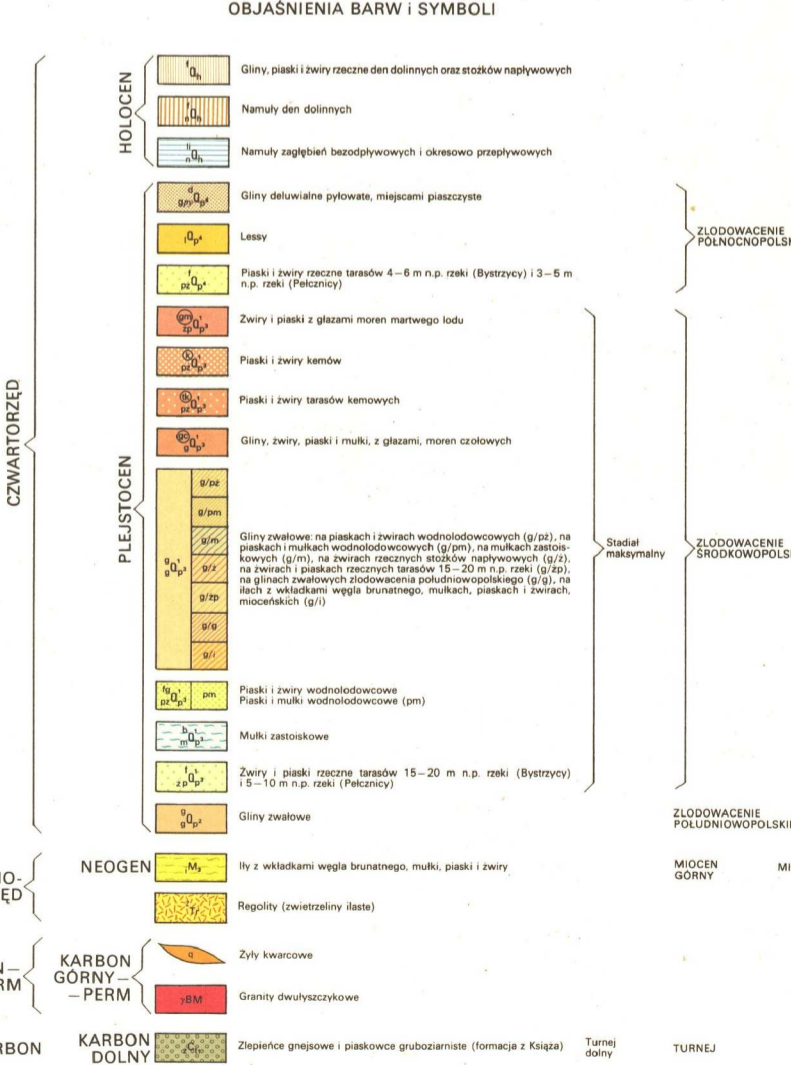 OBJAŚNIENIA BARW i SYMBOLI
CZWARTORZĘD
HOLOCEN
Gliny, piaski i żwiry rzeczne den dolinnych oraz stożków napływowych
Namuły den dolinnych
Namuły zagłębień bezodpływowych i okresowo przepływowych
PLEJSTOCEN
Gliny deluwialne pyłowate, miejscami piaszczyste
Lessy
ZLODOWACENIE
PÓŁNOCNOPOLSK
Piaski i żwiry rzeczne tarasów 4–6 m n.p. rzeki (Bystrzycy) i 3–5 m
n.p. rzeki (Pełcznicy)
Żwiry i piaski z głazami moren martwego lodu
Piaski i żwiry kemów
Piaski i żwiry tarasów kemowych
Gliny, żwiry, piaski i mułki, z głazami, moren czołowych
g/pż
g/pm
g/m
g/ż
g/żp
g/g
g/i
Gliny zwałowe: na piaskach i żwirach wodnolodowcowych (g/pż), na
piaskach i mułkach wodnolodowcowych (g/pm), na mułkach zastois-
kowych (g/m), na żwirach rzecznych stożków napływowych (g/ż),
na żwirach i piaskach rzecznych tarasów 15–20 m n.p. rzeki (g/żp),
na glinach zwałowych zlodowacenia południowopolskiego (g/g), na
iłach z wkładkami węgla brunatnego, mułkach, piaskach i żwirach,
mioceńskich (g/i)
Stadiał
maksymalny
ZLODOWACENIE
ŚRODKOWOPOLSK
pm
Piaski i żwiry wodnolodowcowe
Piaski i mułki wodnolodowcowe (pm)
Mułki zastoiskowe
Żwiry i piaski rzeczne tarasów 15–20 m n.p. rzeki (Bystrzycy)
i 5–10 m n.p. rzeki (Pełcznicy)
Gliny zwałowe
ZLODOWACENIE
POŁUDNIOWOPOLSKI
NEOGEN
iM₃
Iły z wkładkami węgla brunatnego, mułki, piaski i żwiry
MIOCEN
GÓRNY
MI
O-
ĘD
Tr
Regolity (zwietrzeliny ilaste)
KARBON
GÓRNY–
–PERM
N–
RM
q
Żyły kwarcowe
γBM
Granity dwułyszczykowe
RBON
KARBON
DOLNY
Zlepieńce gnejsowe i piaskowce gruboziarniste (formacja z Książa)
Turnej
dolny
TURNEJ